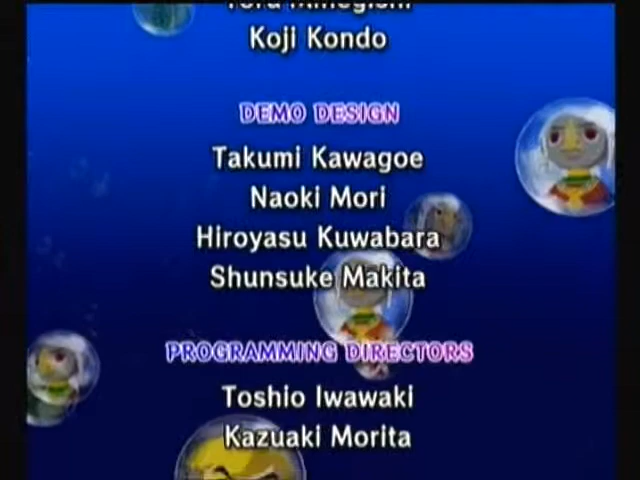 Koji Kondo
DEMO DESIGN
Takumi Kawagoe
Naoki Mori
Hiroyasu Kuwabara
Shunsuke Makita
PROGRAMMING DIRECTORS
Toshio Iwawaki
Kazuaki Morita